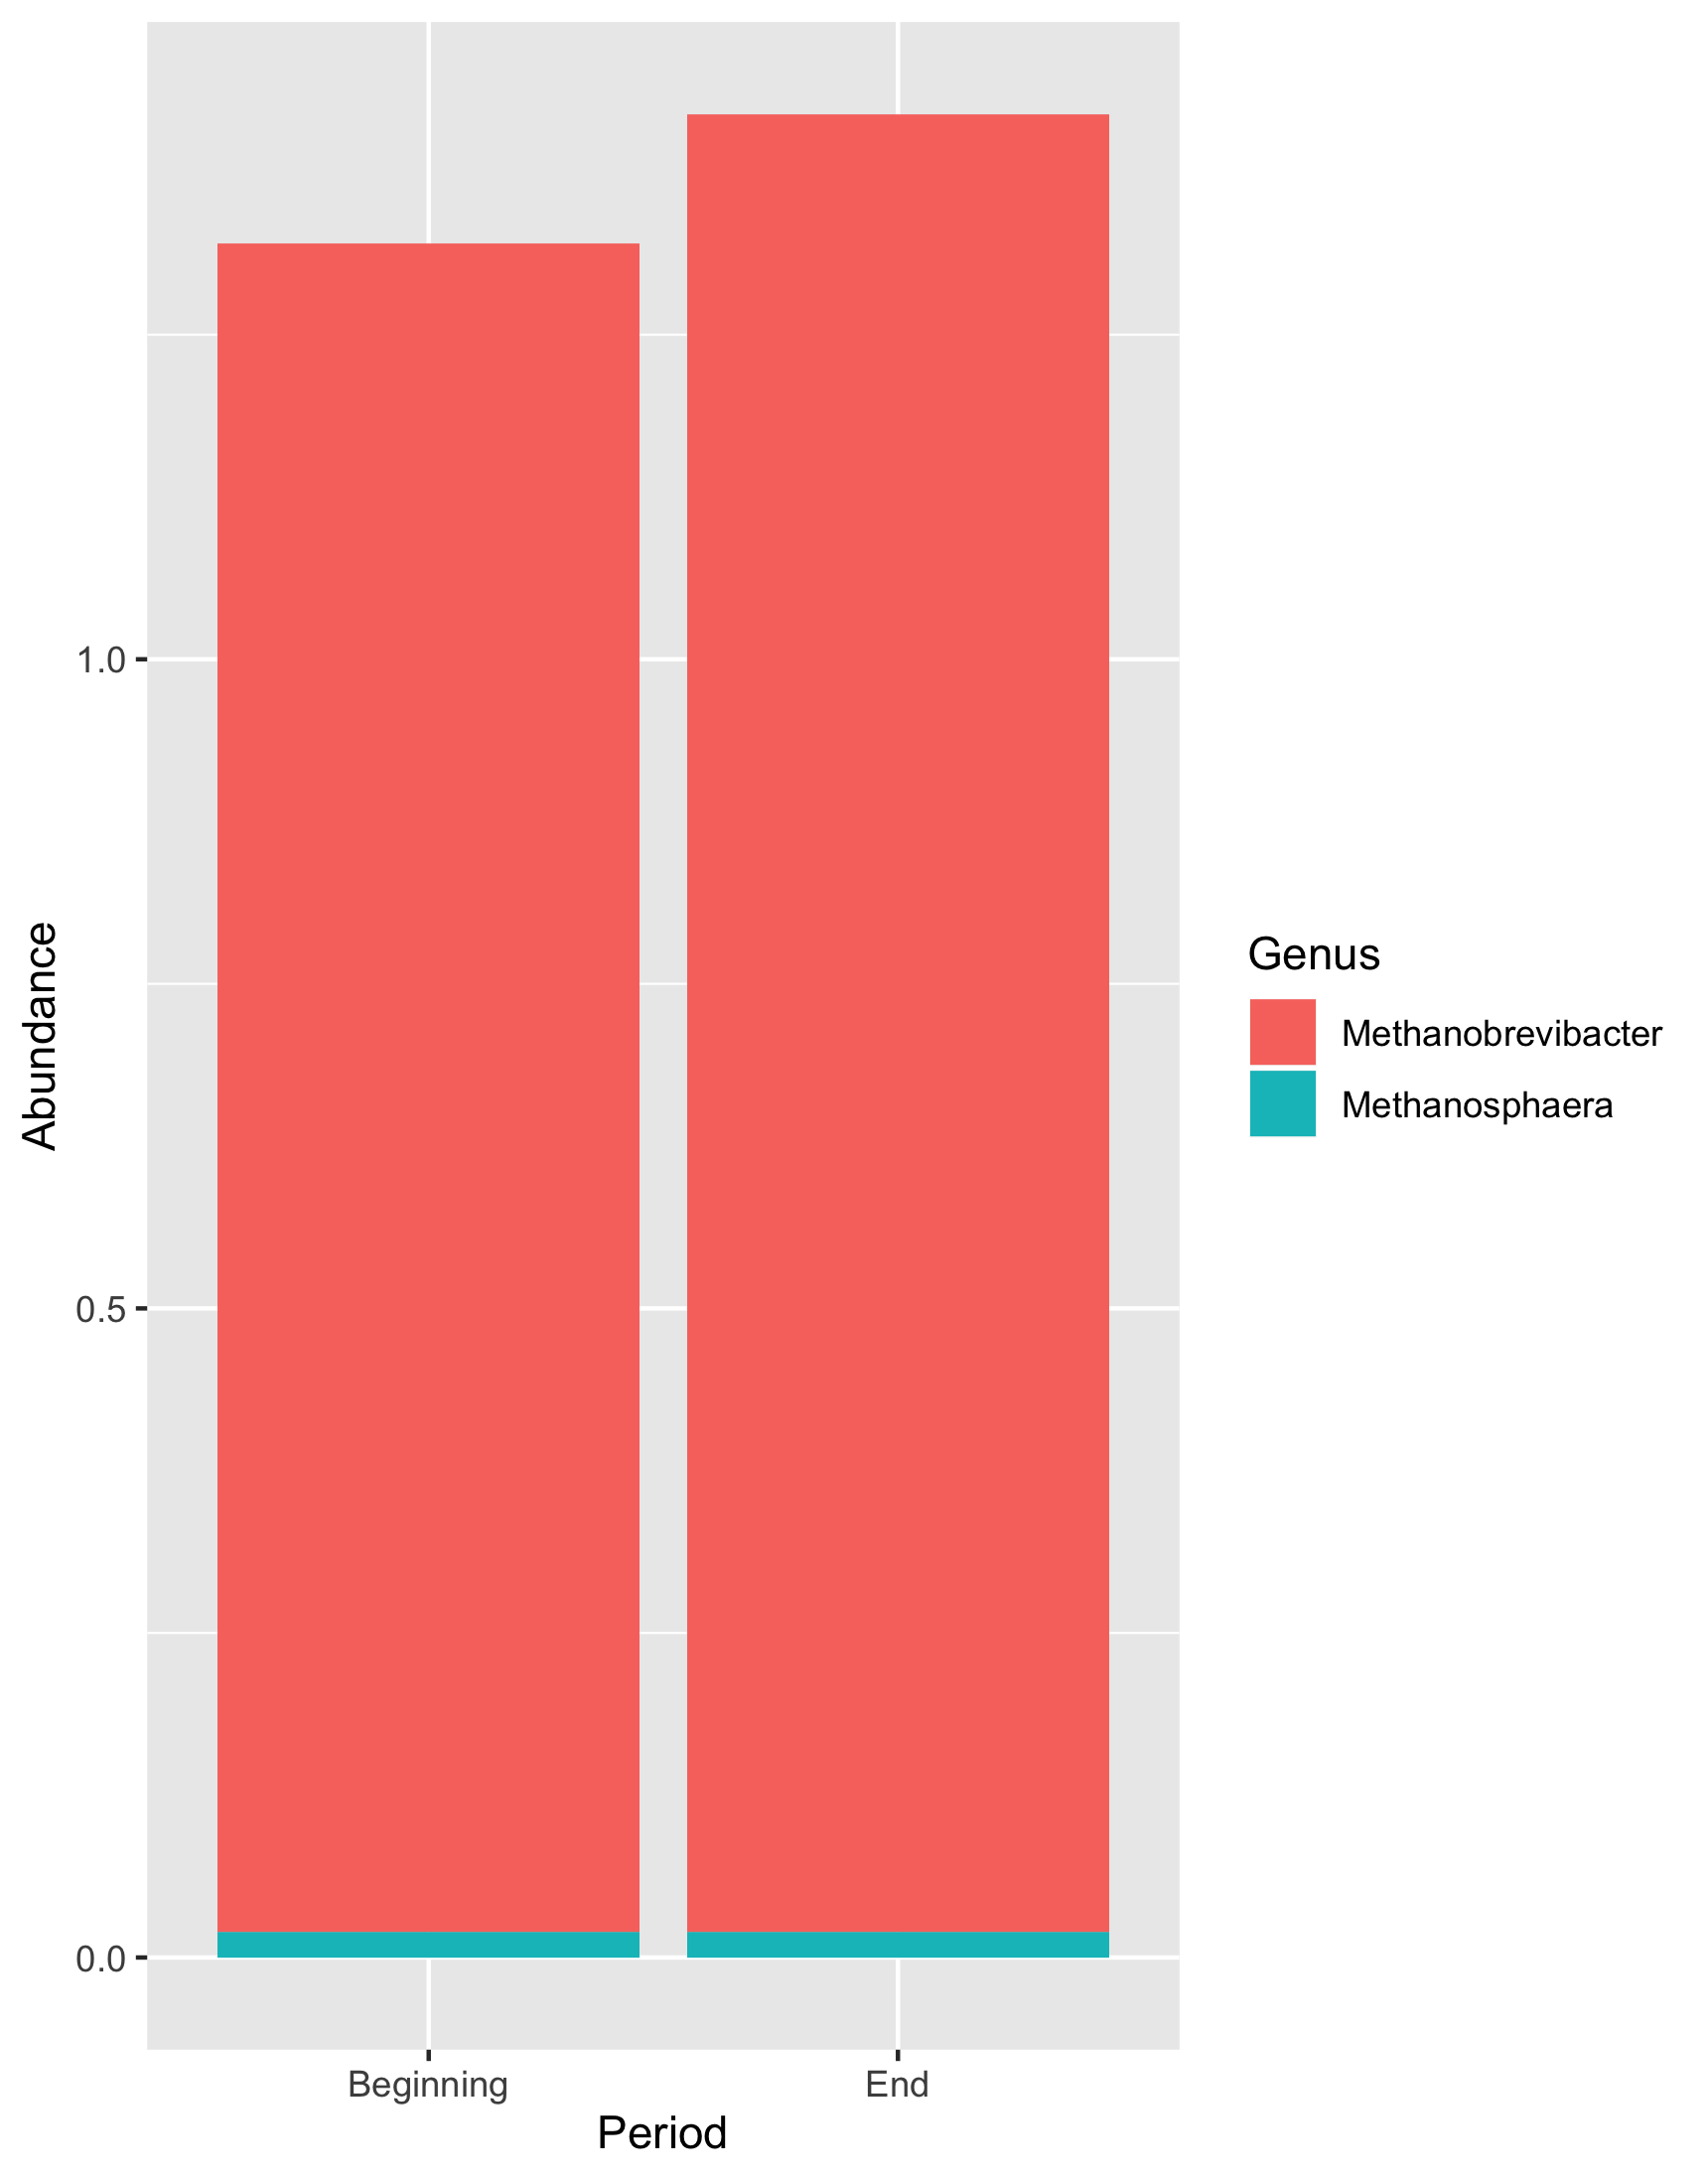 Abundance
1.0
0.5
0.0
Beginning
End
Period
Genus
Methanobrevibacter
Methanosphaera